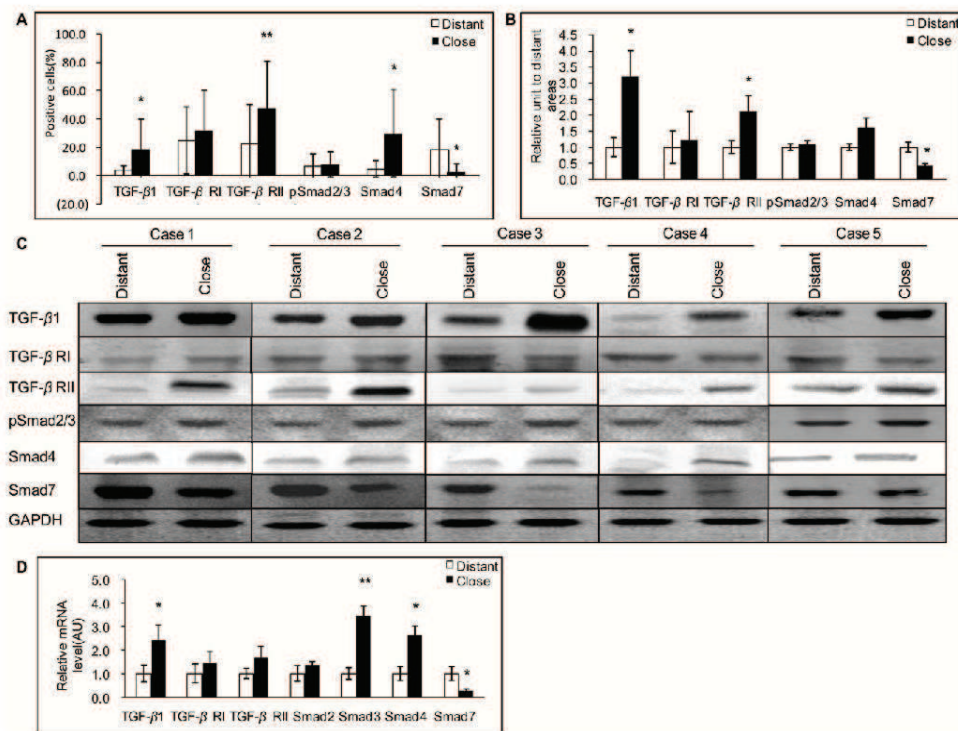 A
Positive cells(%)
100.0
80.0
60.0
40.0
20.0
0.0
(20.0)
Distant
Close
*
**
*
*
TGF-β1 TGF-β RI TGF-β RII pSmad2/3 Smad4 Smad7
B
Relative unit to distant
areas
4.5
4.0
3.5
3.0
2.5
2.0
1.5
1.0
0.5
0.0
Distant
Close
*
*
*
TGF-β1 TGF-β RI TGF-β RII pSmad2/3 Smad4 Smad7
C
Case 1 Case 2 Case 3 Case 4 Case 5
Distant Close Distant Close Distant Close Distant Close Distant Close
TGF-β1
TGF-β RI
TGF-β RII
pSmad2/3
Smad4
Smad7
GAPDH
D
Relative mRNA
level(AU)
5.0
4.0
3.0
2.0
1.0
0.0
Distant
Close
*
**
*
*
TGF-β1 TGF-β RI TGF-β RII Smad2 Smad3 Smad4 Smad7